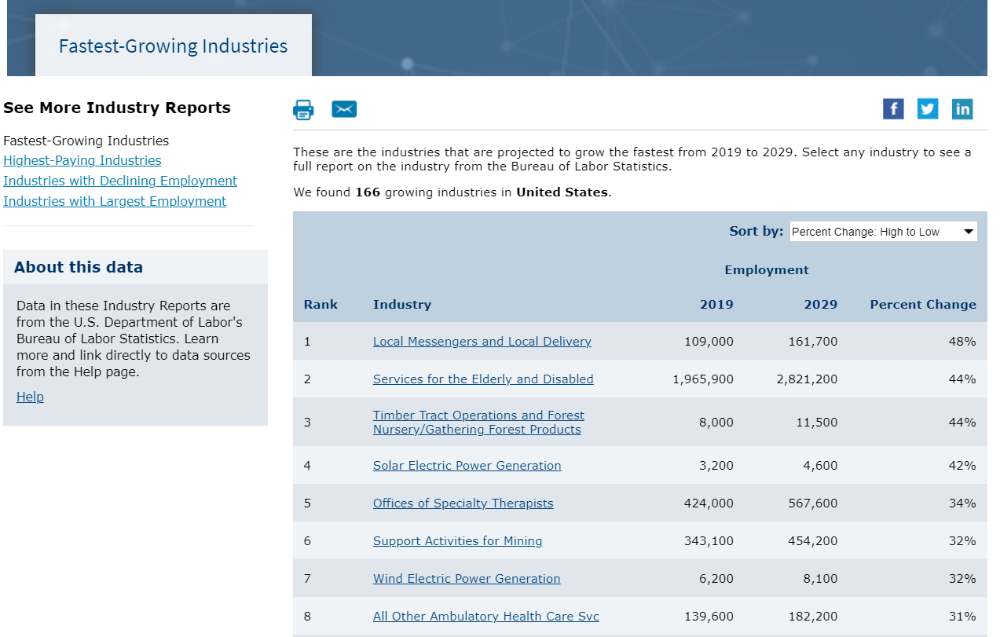 Fastest-Growing Industries
See More Industry Reports
Fastest-Growing Industries
Highest-Paying Industries
Industries with Declining Employment
Industries with Largest Employment
About this data
Data in these Industry Reports are
from the U.S. Department of Labor's
Bureau of Labor Statistics. Learn
more and link directly to data sources
from the Help page.
Help
f
in
These are the industries that are projected to grow the fastest from 2019 to 2029. Select any industry to see a
full report on the industry from the Bureau of Labor Statistics.
We found 166 growing industries in United States.
Sort by: Percent Change: High to Low
Employment
Rank Industry 2019 2029 Percent Change
1 Local Messengers and Local Delivery 109,000 161,700 48%
2 Services for the Elderly and Disabled 1,965,900 2,821,200 44%
3 Timber Tract Operations and Forest
Nursery/Gathering Forest Products 8,000 11,500 44%
4 Solar Electric Power Generation 3,200 4,600 42%
5 Offices of Specialty Therapists 424,000 567,600 34%
6 Support Activities for Mining 343,100 454,200 32%
7 Wind Electric Power Generation 6,200 8,100 32%
8 All Other Ambulatory Health Care Svc 139,600 182,200 31%